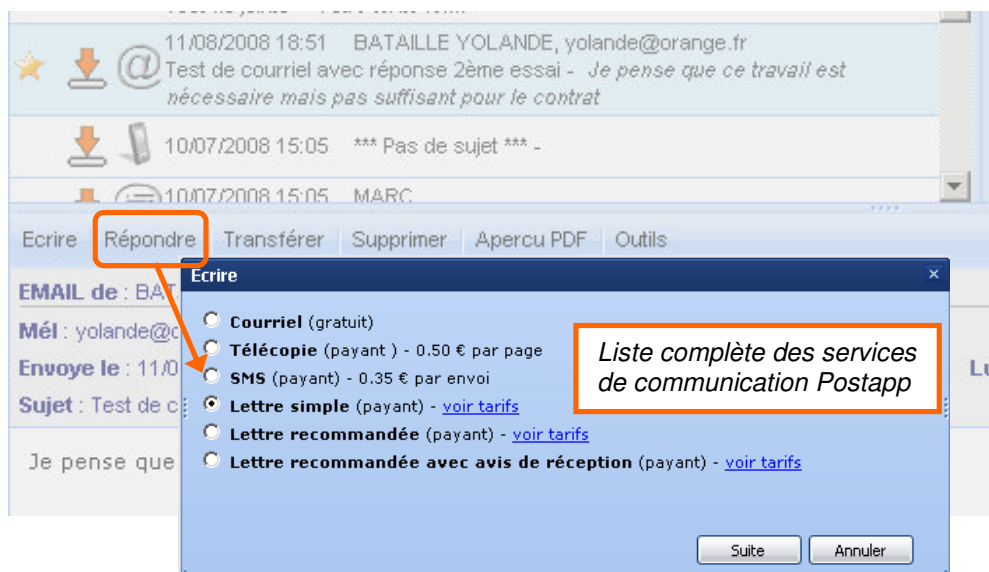 11/08/2008 18:51 BATAILLE YOLANDE, yolande@orange.fr
Test de courriel avec réponse 2ème essai - Je pense que ce travail est
nécessaire mais pas suffisant pour le contrat
10/07/2008 15:05 *** Pas de sujet *** -
10/07/2008 15:05 MARC
Ecrire Répondre Transférer Supprimer Apercu PDF Outils
Ecrire
EMAIL de : BAT
Mél : yolande@
Envoye le : 11/0
Sujet : Test de c
Je pense que
Courriel (gratuit)
Télécopie (payant ) - 0.50 € par page
SMS (payant) - 0.35 € par envoi
Lettre simple (payant) - voir tarifs
Lettre recommandée (payant) - voir tarifs
Lettre recommandée avec avis de réception (payant) - voir tarifs
Liste complète des services
de communication Postapp
Lu
Suite Annuler